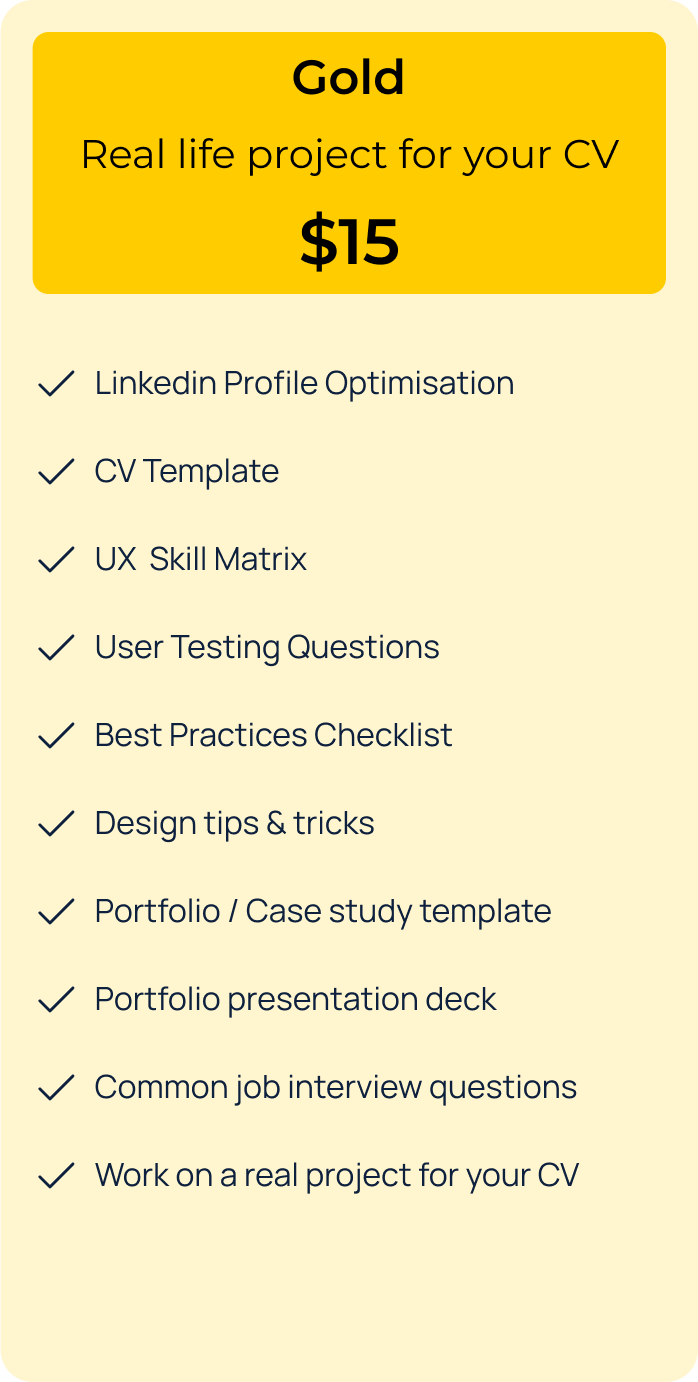 Gold
Real life project for your CV
$15
Linkedin Profile Optimisation
CV Template
UX  Skill Matrix
User Testing Questions
Best Practices Checklist
Design tips & tricks
Portfolio / Case study template
Portfolio presentation deck
Common job interview questions
Work on a real project for your CV